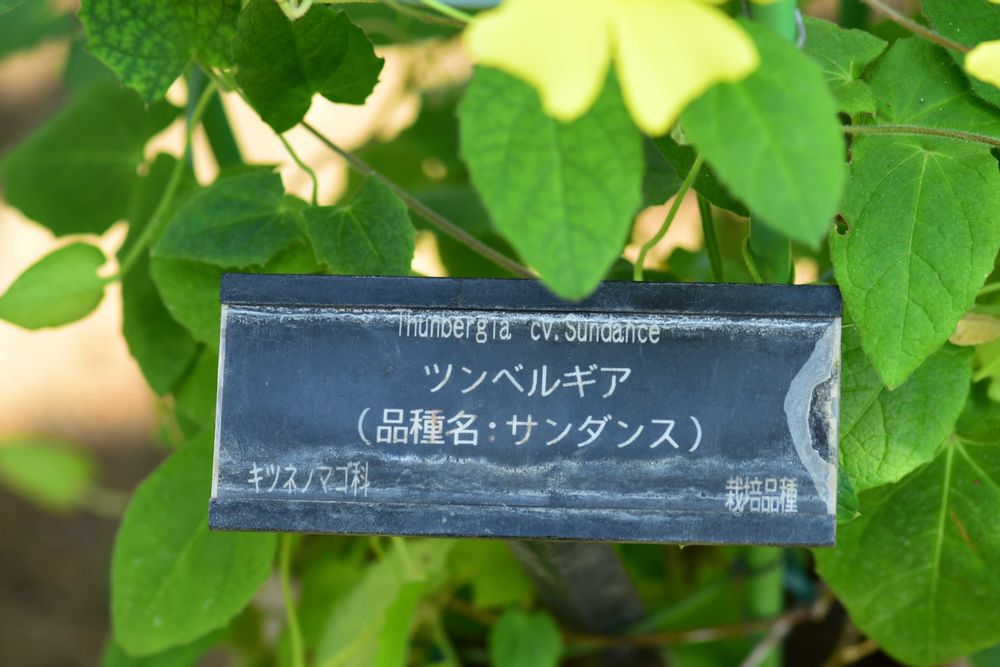 Thunbergia cv. Sundance
ツンベルギア
（品種名・サンダンス）
キツネノマゴ科
栽培品種